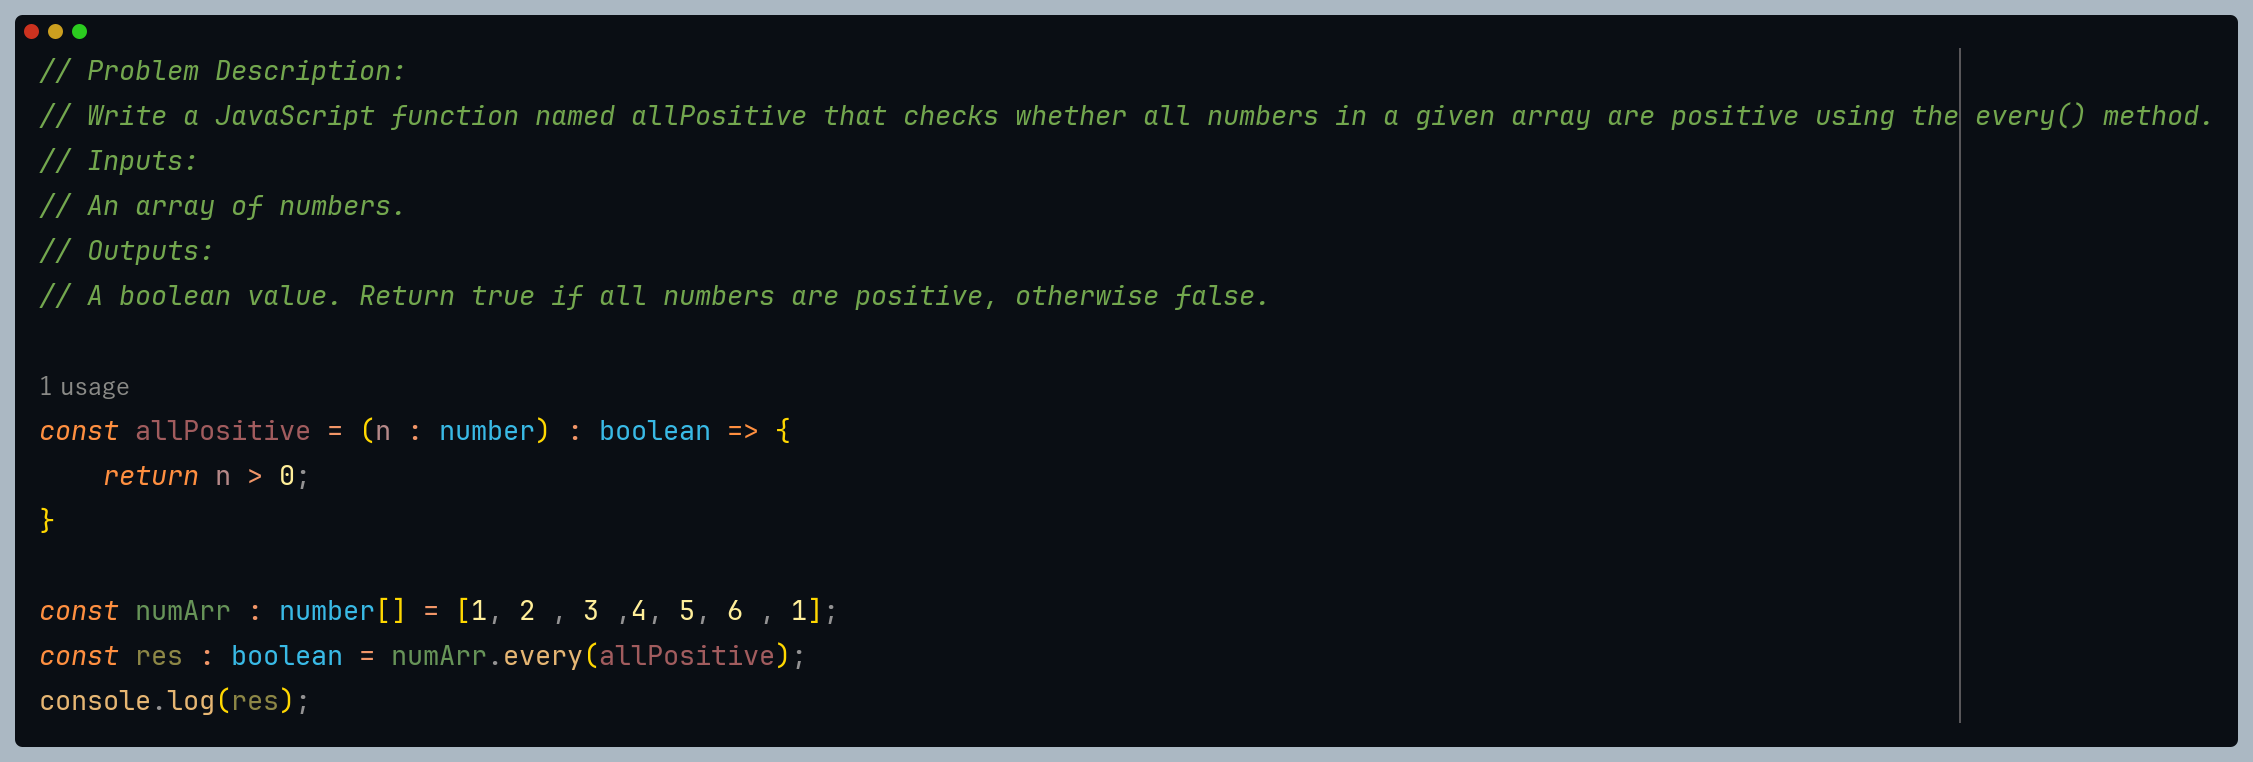 // Problem Description:
// Write a JavaScript function named allPositive that checks whether all numbers in a given array are positive using the every() method.
// Inputs:
// An array of numbers.
// Outputs:
// A boolean value. Return true if all numbers are positive, otherwise false.
1 usage
const allPositive = (n : number) : boolean => {
    return n > 0;
}
const numArr : number[] = [1, 2 , 3 ,4, 5, 6 , 1];
const res : boolean = numArr.every(allPositive);
console.log(res);